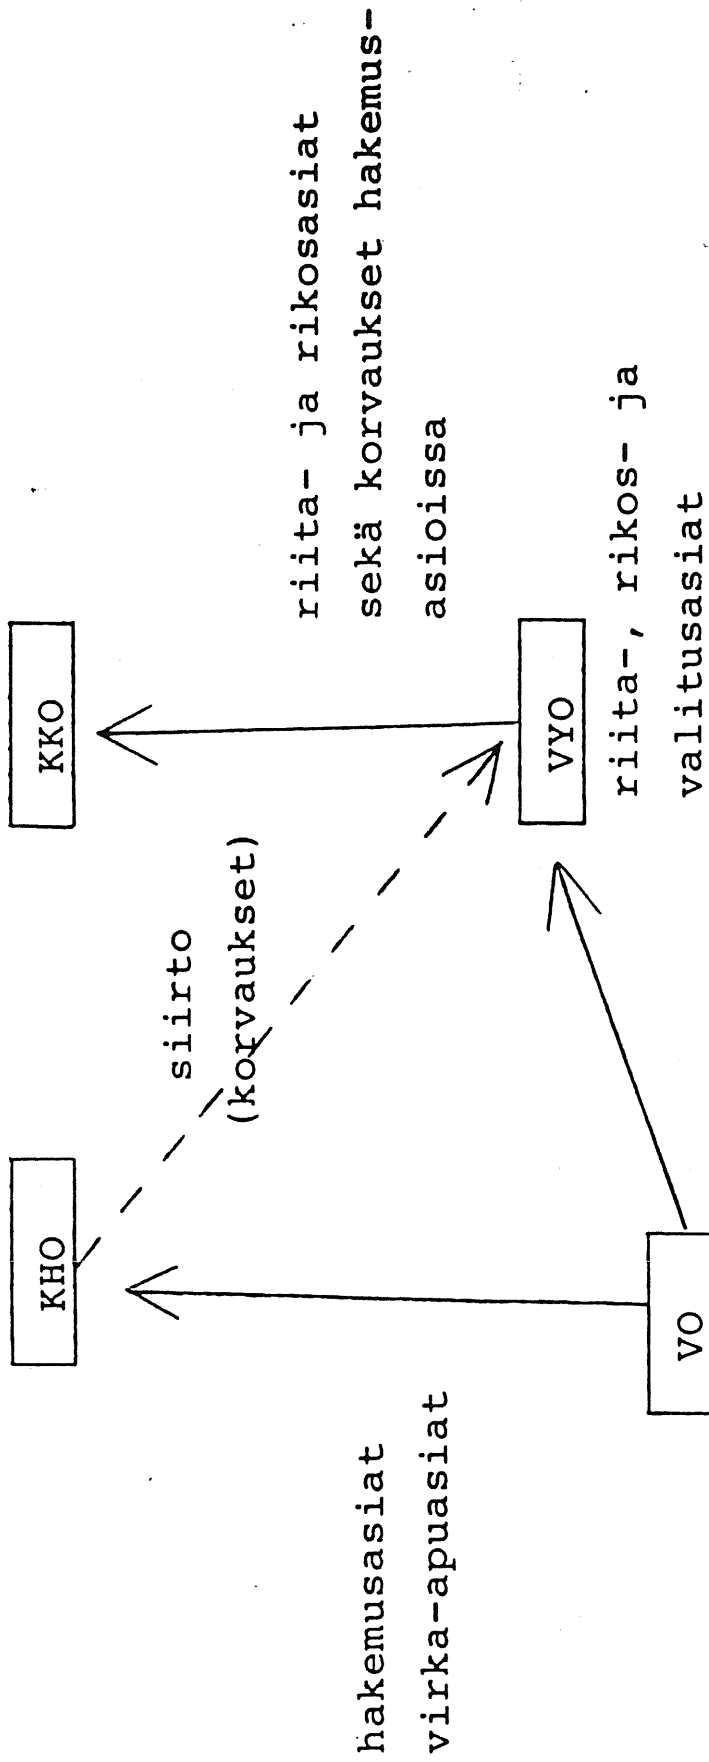 KHO
KKO
siirto
(korvaukset)
riita- ja rikosasiat
sekä korvaukset hakemus-
asioissa
hakemusasiat
virka-apuasiat
VYO
riita-, rikos- ja
valitusasiat
VO